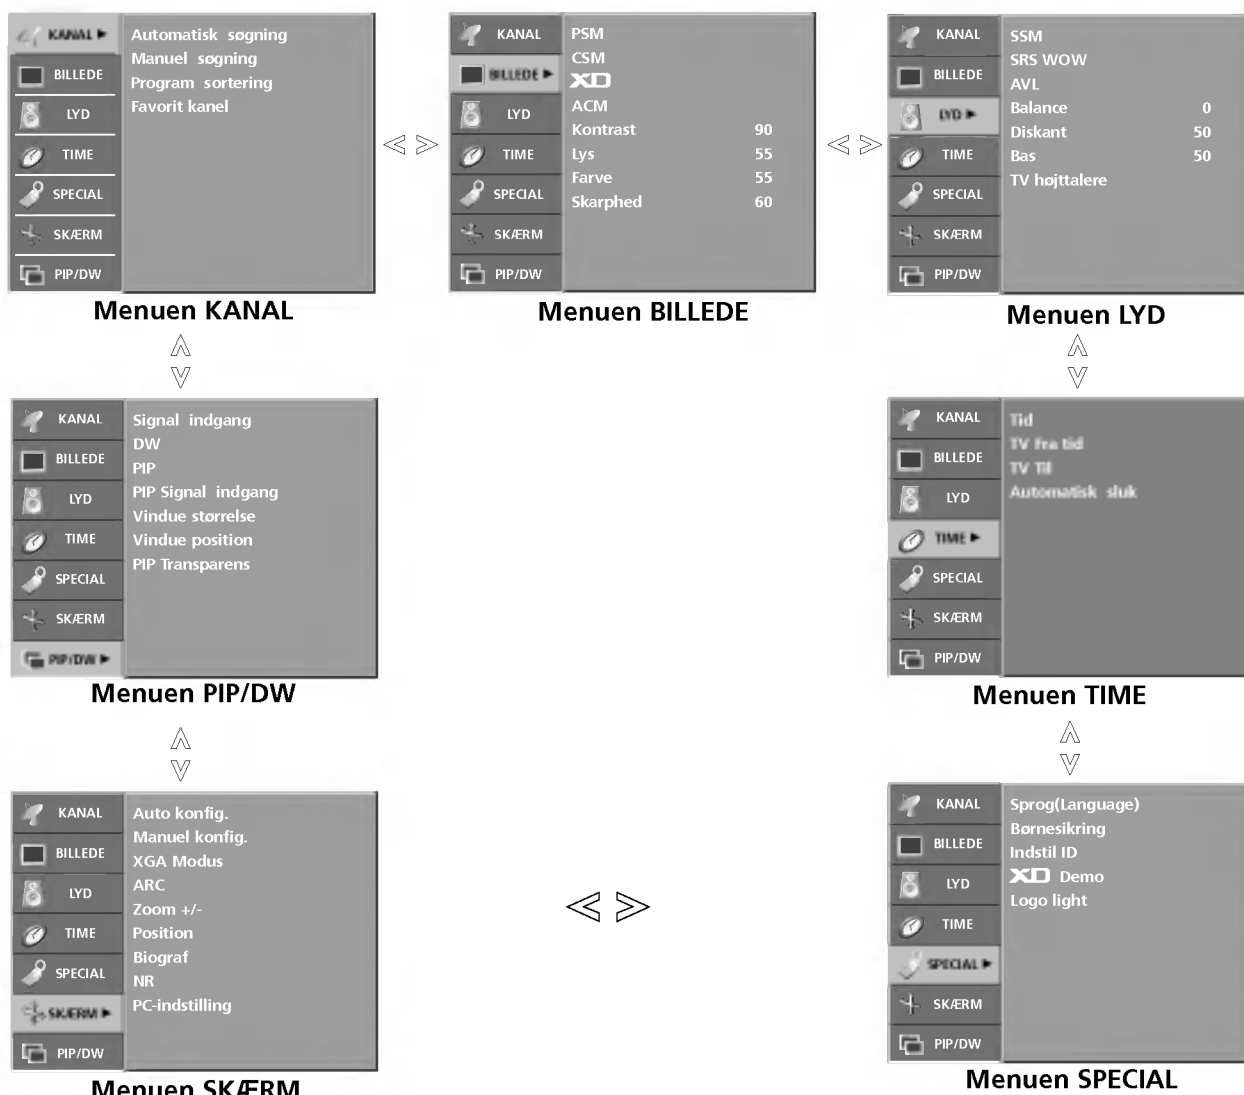 KANAL
BILLEDE
LYD
TIME
SPECIAL
SKÆRM
PIP/DW
Automatisk søgning
Manuel søgning
Program sortering
Favorit kanel
Menuen KANAL
KANAL
BILLEDE
LYD
TIME
SPECIAL
SKÆRM
PIP/DW
PSM
CSM
XD
ACM
Kontrast 90
Lys 55
Farve 55
Skarphed 60
Menuen BILLEDE
KANAL
BILLEDE
LYD
TIME
SPECIAL
SKÆRM
PIP/DW
SSM
SRS WOW
AVL
Balance 0
Diskant 50
Bas 50
TV højttalere
Menuen LYD
KANAL
BILLEDE
LYD
TIME
SPECIAL
SKÆRM
PIP/DW
Signal indgang
DW
PIP
PIP Signal indgang
Vindue størrelse
Vindue position
PIP Transparens
Menuen PIP/DW
KANAL
BILLEDE
LYD
TIME
SPECIAL
SKÆRM
PIP/DW
Tid
TV fra tid
TV Til
Automatisk sluk
Menuen TIME
KANAL
BILLEDE
LYD
TIME
SPECIAL
SKÆRM
PIP/DW
Auto konfig.
Manuel konfig.
XGA Modus
ARC
Zoom +/-
Position
Biograf
NR
PC-indstilling
Menuen SKÆRM
KANAL
BILLEDE
LYD
TIME
SPECIAL
SKÆRM
PIP/DW
Sprog(Language)
Børnesikring
Indstil ID
XD Demo
Logo light
Menuen SPECIAL